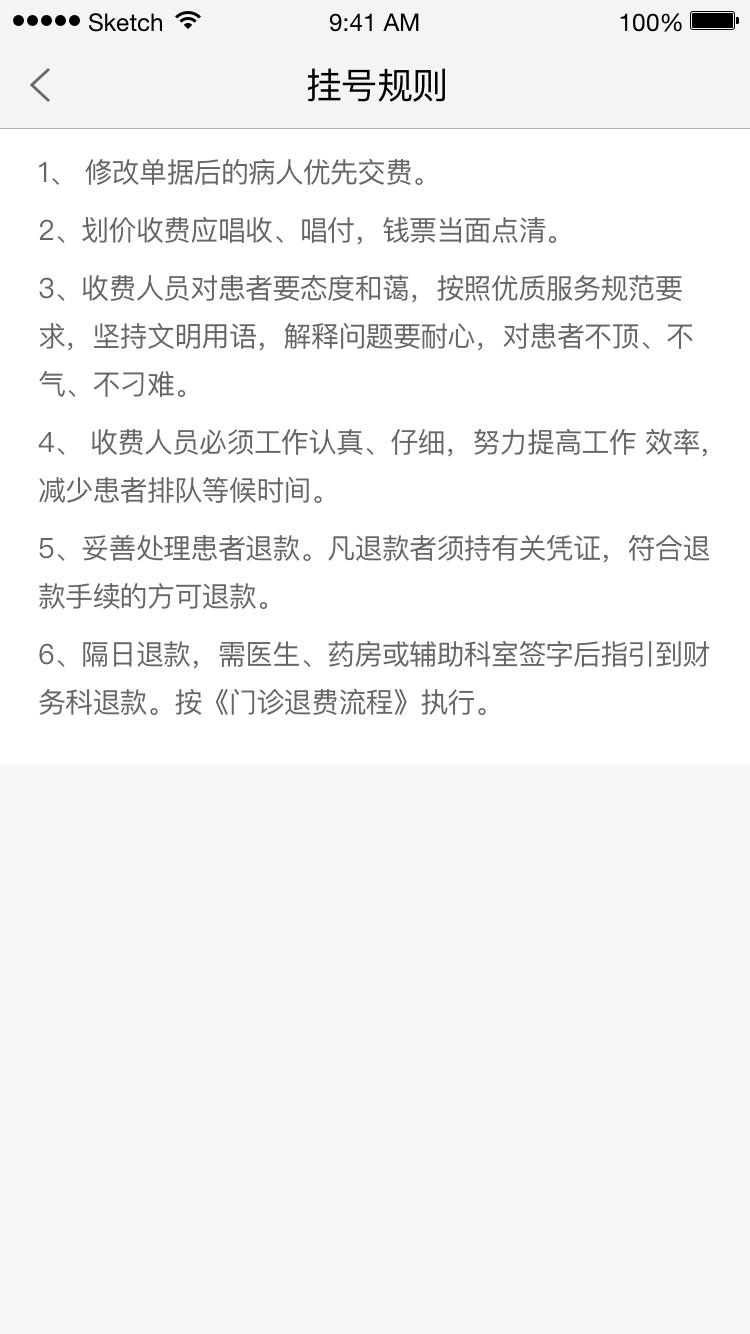 Sketch 9:41 AM 100%
挂号规则
1、 修改单据后的病人优先交费。
2、划价收费应唱收、唱付，钱票当面点清。
3、收费人员对患者要态度和蔼，按照优质服务规范要
求，坚持文明用语，解释问题要耐心，对患者不顶、不
气、不刁难。
4、 收费人员必须工作认真、仔细，努力提高工作 效率，
减少患者排队等候时间。
5、妥善处理患者退款。凡退款者须持有关凭证，符合退
款手续的方可退款。
6、隔日退款，需医生、药房或辅助科室签字后指引到财
务科退款。按《门诊退费流程》执行。